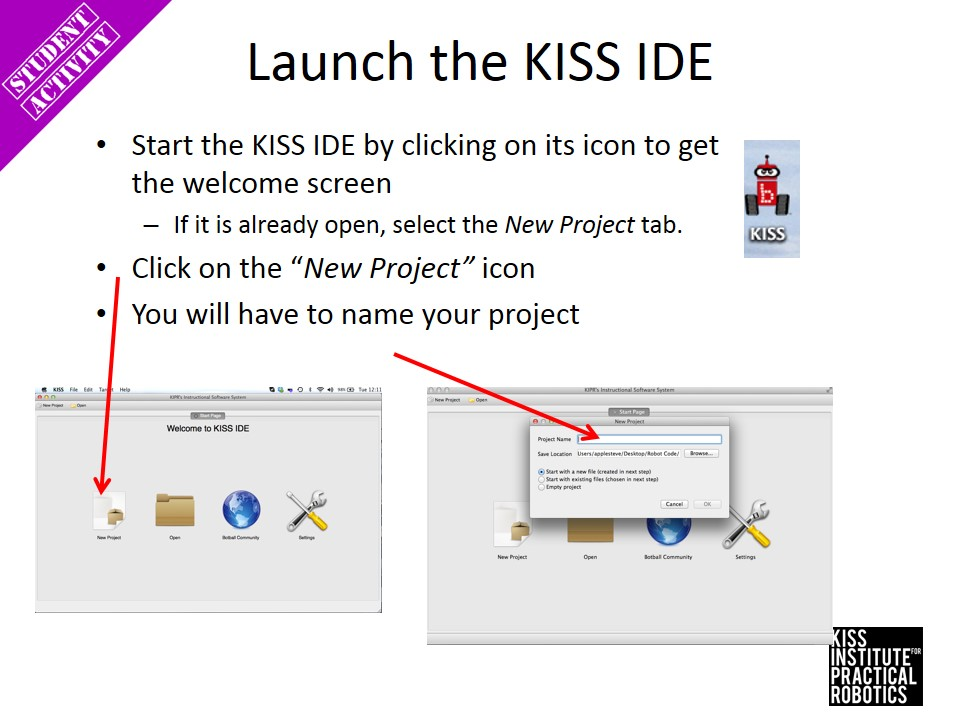 STUDENT
ACTIVITY
Launch the KISS IDE
• Start the KISS IDE by clicking on its icon to get
the welcome screen
– If it is already open, select the New Project tab.
• Click on the “New Project” icon
• You will have to name your project
KISS
KISS File Edit Target Help Tue 12:11
KIPR's Instructional Software System
New Project Open
Start Page
Welcome to KISS IDE
New Project Open Botball Community Settings
KIPR's Instructional Software System
New Project Open
Start Page
New Project
Project Name
Save Location Users/applesteve/Desktop/Robot Code/ Browse...
Start with a new file (created in next step)
Start with existing files (chosen in next step)
Empty project
Cancel OK
New Project Open Botball Community Settings
KISS
INSTITUTE FOR
PRACTICAL
ROBOTICS